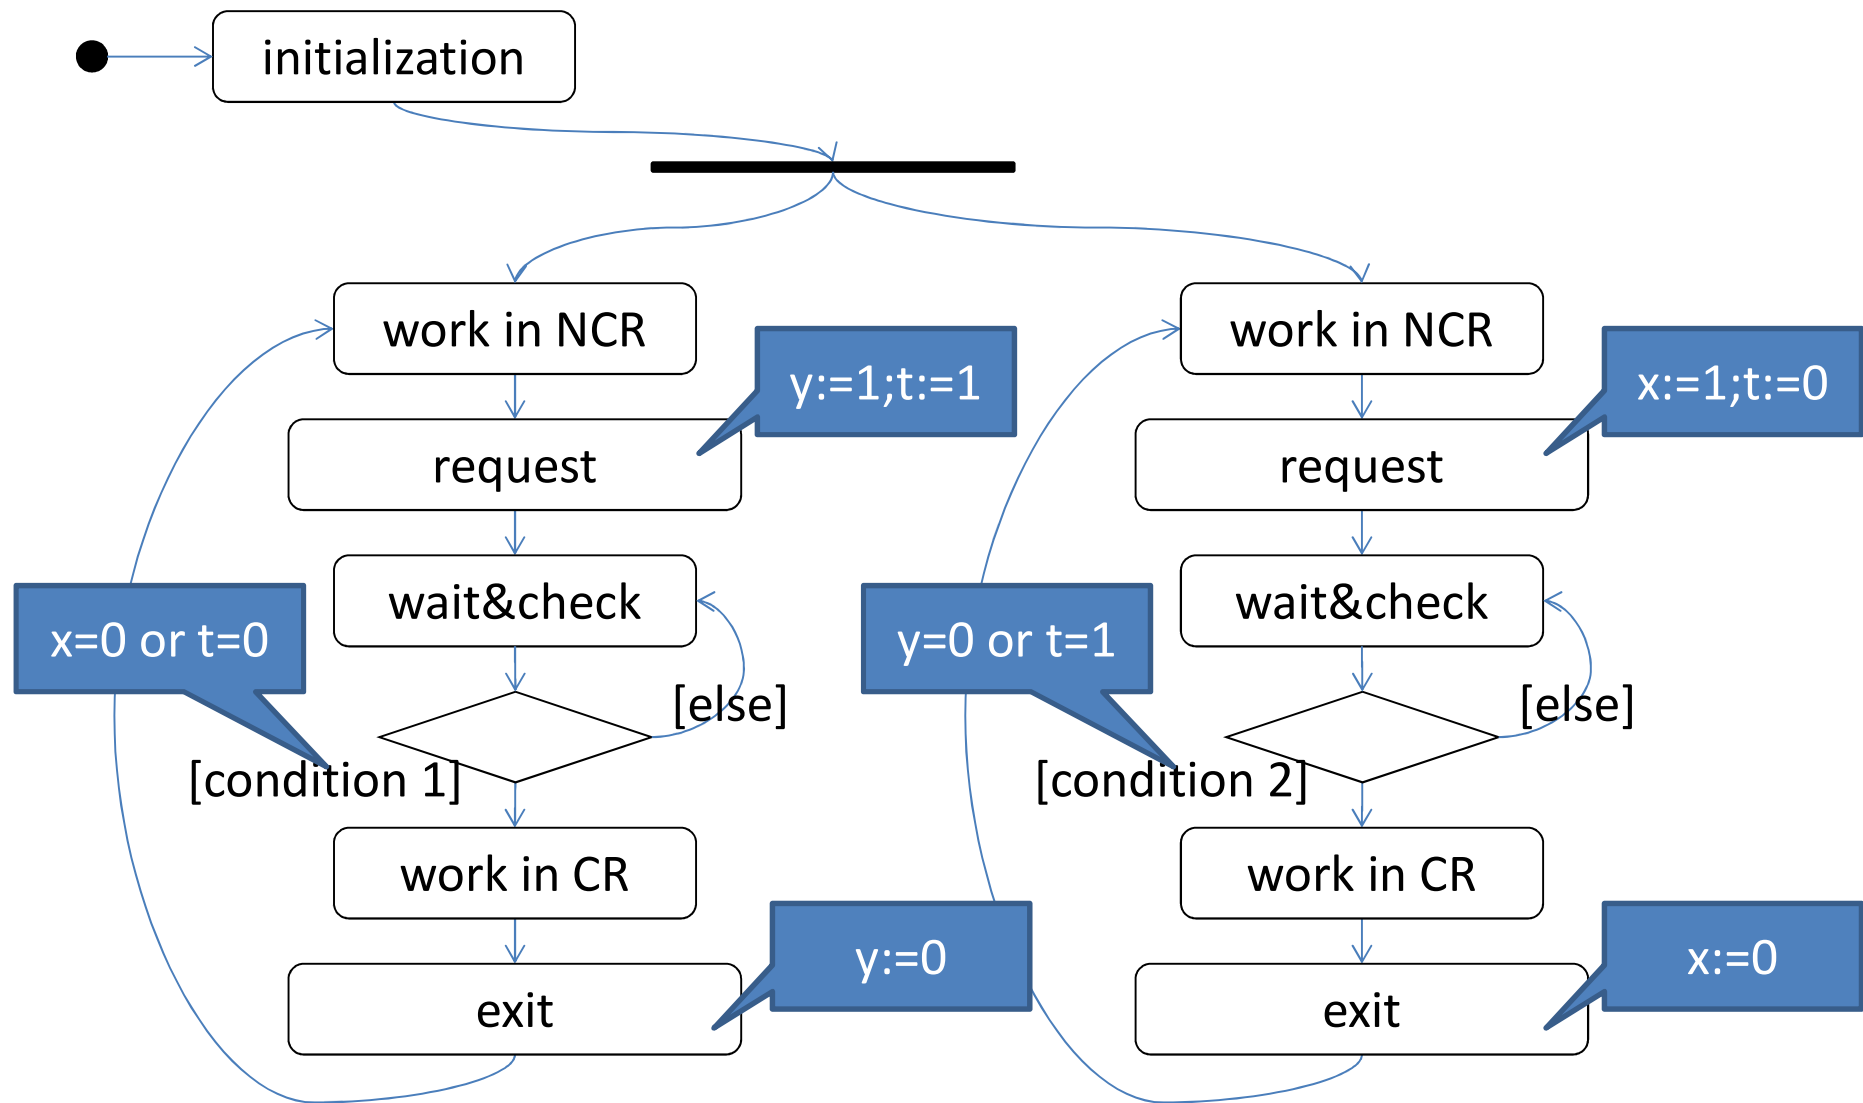 initialization
work in NCR
y:=1;t:=1
request
wait&check
x=0 or t=0
[else]
[condition 1]
work in CR
y:=0
exit
work in NCR
x:=1;t:=0
request
wait&check
y=0 or t=1
[else]
[condition 2]
work in CR
x:=0
exit